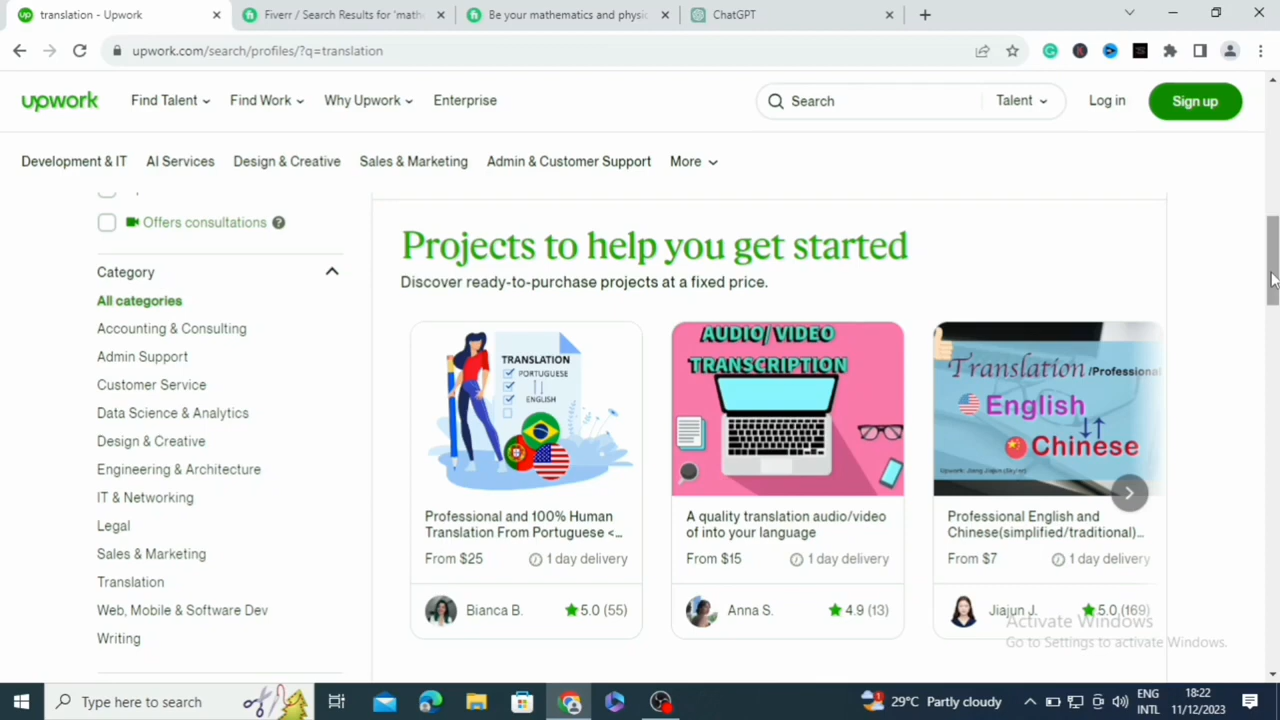 translation - Upwork
Fiverr / Search Results for 'math
Be your mathematics and physic
ChatGPT
upwork.com/search/profiles/?q=translation
upwork
Find Talent
Find Work
Why Upwork
Enterprise
Search
Talent
Log in
Sign up
Development & IT
AI Services
Design & Creative
Sales & Marketing
Admin & Customer Support
More
Offers consultations
Category
All categories
Accounting & Consulting
Admin Support
Customer Service
Data Science & Analytics
Design & Creative
Engineering & Architecture
IT & Networking
Legal
Sales & Marketing
Translation
Web, Mobile & Software Dev
Writing
Projects to help you get started
Discover ready-to-purchase projects at a fixed price.
TRANSLATION
PORTUGUESE
ENGLISH
Professional and 100% Human
Translation From Portuguese <...
From $25
1 day delivery
Bianca B.
5.0 (55)
AUDIO/VIDEO
TRANSCRIPTION
A quality translation audio/video
of into your language
From $15
1 day delivery
Anna S.
4.9 (13)
Translation /Professional
English
Chinese
Professional English and
Chinese(simplified/traditional)...
From $7
1 day delivery
Jiajun J.
5.0 (169)
Activate Windows
Go to Settings to activate Windows.
Type here to search
29°C Partly cloudy
ENG
INTL
18:22
11/12/2023